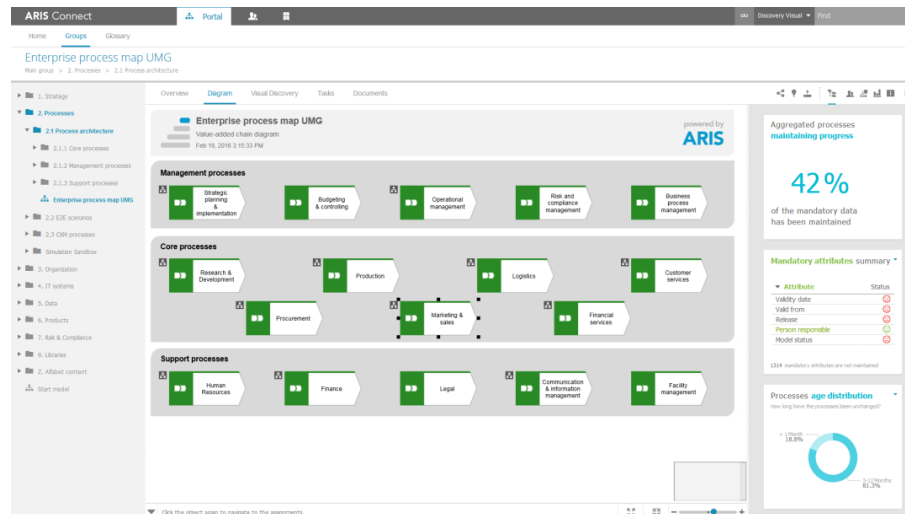 ARIS Connect
Portal
Discovery Visual
Find
Home
Groups
Glossary
Enterprise process map UMG
Main group > 2. Processes > 2.1 Process architecture
1. Strategy
2. Processes
2.1 Process architecture
2.1.1 Core processes
2.1.2 Management processes
2.1.3 Support processes
Enterprise process map UMG
2.2 E2E scenarios
2.3 CXM processes
Simulation Sandbox
3. Organization
4. IT systems
5. Data
6. Products
7. Risk & Compliance
9. Libraries
Z. Alfabet content
Start model
Overview
Diagram
Visual Discovery
Tasks
Documents
Enterprise process map UMG
Value-added chain diagram
Feb 19, 2016 3:15:33 PM
powered by
ARIS
Management processes
Strategic
planning
&
implementation
Budgeting
& controlling
Operational
management
Risk and
compliance
management
Business
process
management
Core processes
Research &
Development
Production
Logistics
Customer
services
Procurement
Marketing &
sales
Financial
services
Support processes
Human
Resources
Finance
Legal
Communication
& information
management
Facility
management
Click the object again to navigate to the assignments.
Aggregated processes
maintaining progress
42%
of the mandatory data
has been maintained
Mandatory attributes summary
Attribute
Status
Validity date
Valid from
Release
Person responsible
Model status
1314 mandatory attributes are not maintained
Processes age distribution
How long have the processes been unchanged?
< 1 Month
18.8%
3-12 Months
81.3%